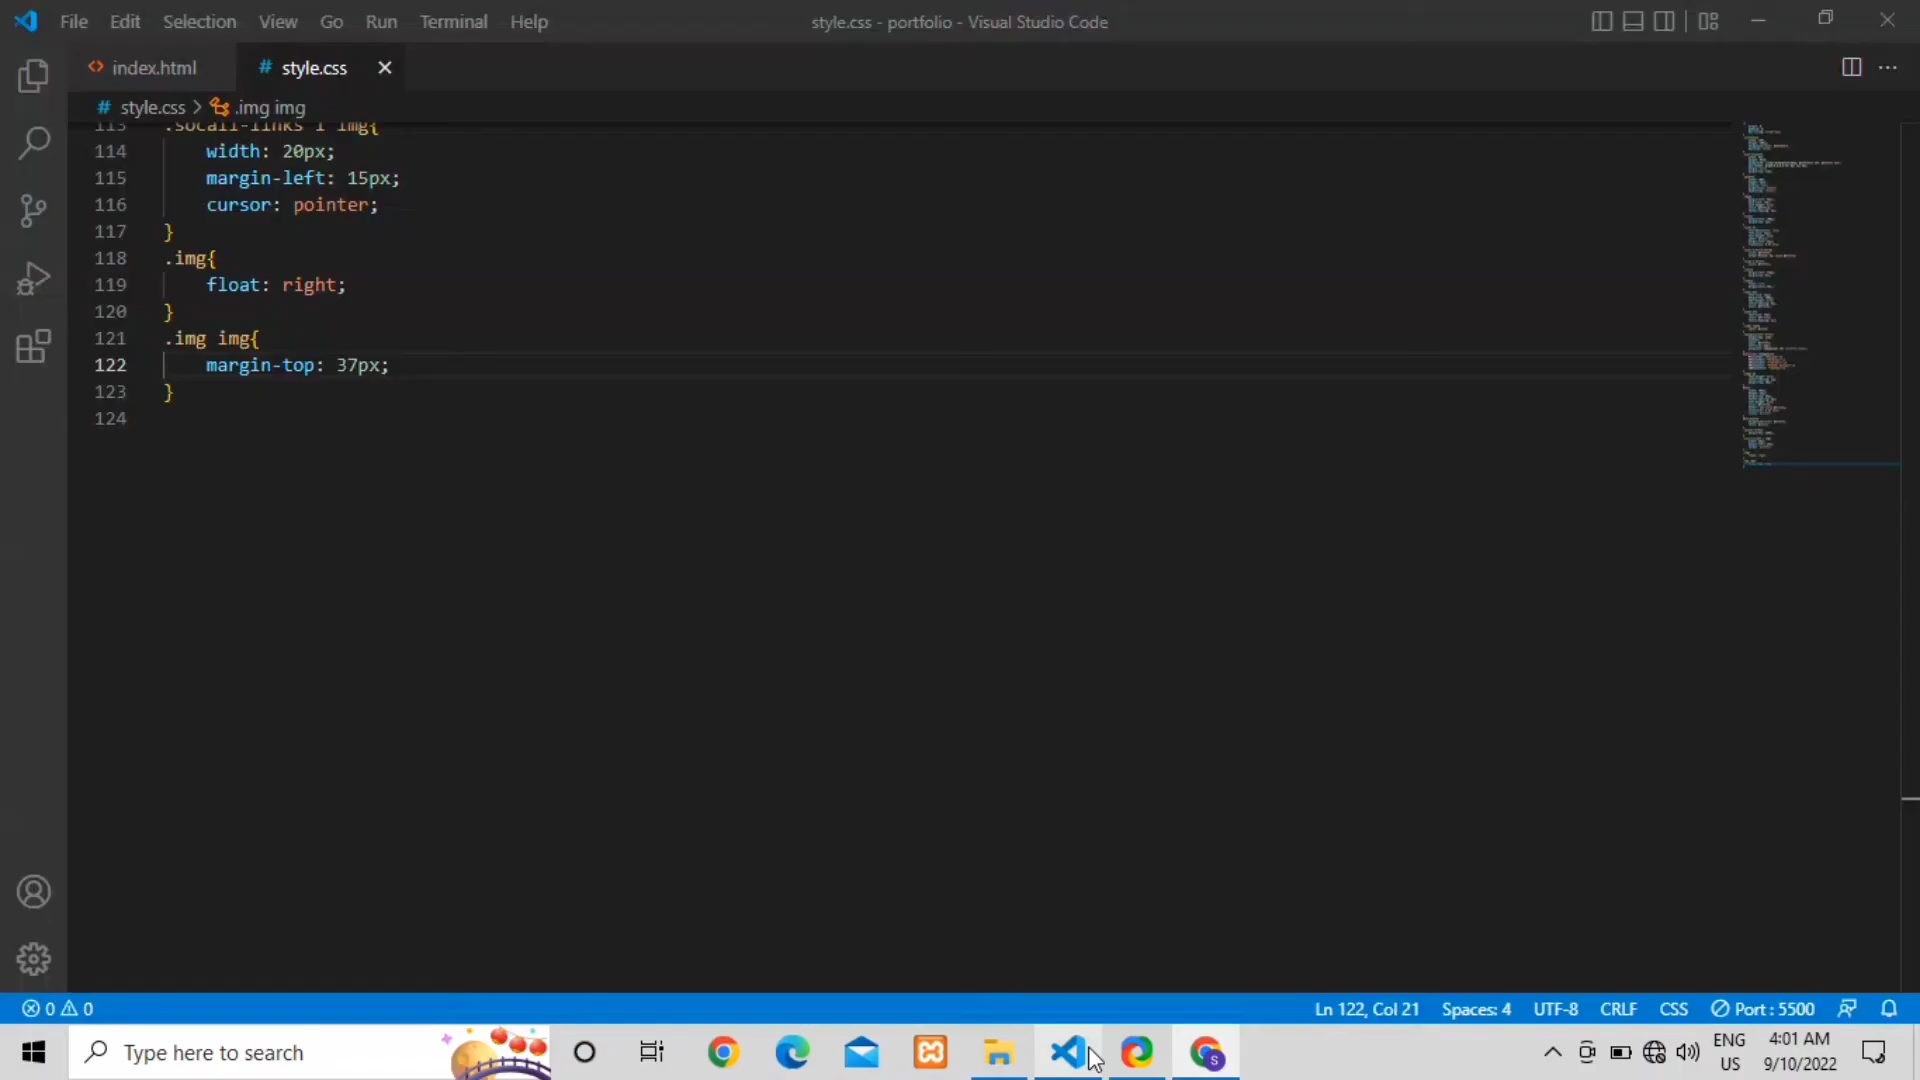 File Edit Selection View Go Run Terminal Help
style.css - portfolio - Visual Studio Code
index.html
# style.css
# style.css > .img img
114 width: 20px;
115 margin-left: 15px;
116 cursor: pointer;
117 }
118 .img{
119 float: right;
120 }
121 .img img{
122 margin-top: 37px;
123 }
124
0 0
Ln 122, Col 21 Spaces: 4 UTF-8 CRLF CSS Port : 5500
Type here to search
S
ENG
US
4:01 AM
9/10/2022